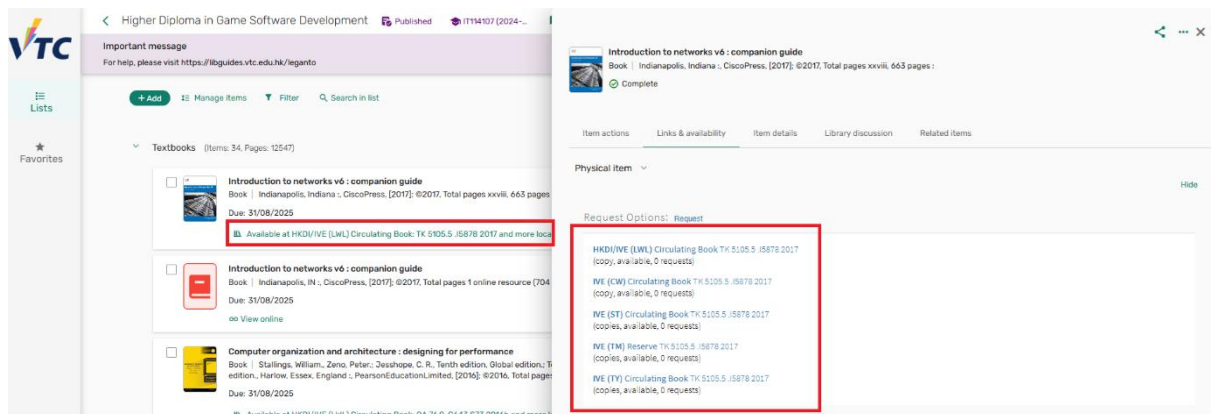 VTC
Lists
Favorites
Higher Diploma in Game Software Development Published IT114107 (2024-...
Important message
For help, please visit https://libguides.vtc.edu.hk/leganto
+ Add Manage items Filter Search in list
Textbooks (Items: 34, Pages: 12547)
Introduction to networks v6 : companion guide
Book | Indianapolis, Indiana :, CiscoPress, [2017]; ©2017, Total pages xxviii, 663 pages
Due: 31/08/2025
Available at HKDI/IVE (LWL) Circulating Book: TK 5105.5 .I5878 2017 and more loca
Introduction to networks v6 : companion guide
Book | Indianapolis, IN :, CiscoPress, [2017]; ©2017, Total pages 1 online resource (704
Due: 31/08/2025
View online
Computer organization and architecture : designing for performance
Book | Stallings, William., Zeno, Peter.; Jesshope, C. R., Tenth edition, Global edition.; T
edition., Harlow, Essex, England :, PearsonEducationLimited, [2016]; ©2016, Total page
Due: 31/08/2025
Introduction to networks v6 : companion guide
Book | Indianapolis, Indiana :, CiscoPress, [2017]; ©2017, Total pages xxviii, 663 pages :
Complete
Item actions Links & availability Item details Library discussion Related items
Physical item
Hide
Request Options: Request
HKDI/IVE (LWL) Circulating Book TK 5105.5 .I5878 2017
(copy, available, 0 requests)
IVE (CW) Circulating Book TK 5105.5 .I5878 2017
(copy, available, 0 requests)
IVE (ST) Circulating Book TK 5105.5 .I5878 2017
(copies, available, 0 requests)
IVE (TM) Reserve TK 5105.5 .I5878 2017
(copies, available, 0 requests)
IVE (TY) Circulating Book TK 5105.5 .I5878 2017
(copies, available, 0 requests)